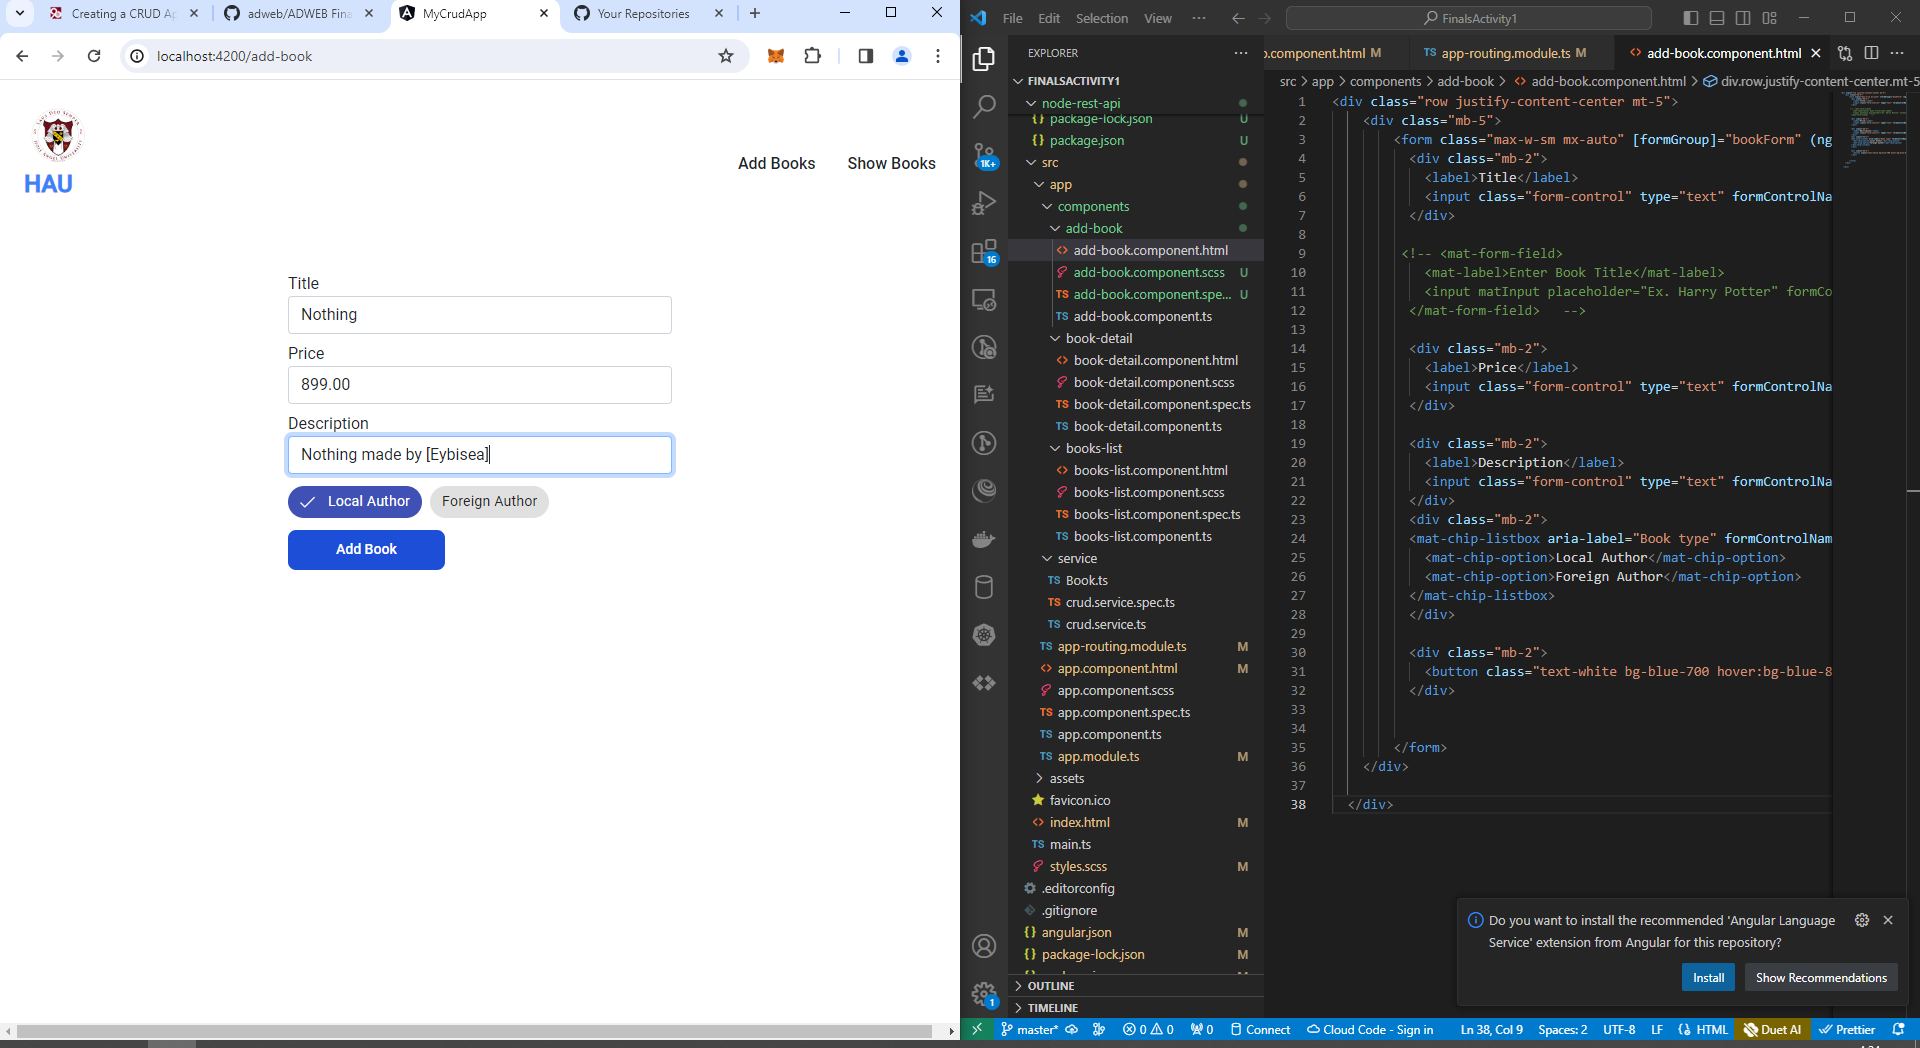 Creating a CRUD Ap
adweb/ADWEB Fina
MyCrudApp
Your Repositories
localhost:4200/add-book
HAU
Add Books
Show Books
Title
Nothing
Price
899.00
Description
Nothing made by [Eybisea]
Local Author
Foreign Author
Add Book
File Edit Selection View ···
FinalsActivity1
EXPLORER
FINALSACTIVITY1
node-rest-api
package-lock.json U
package.json U
src
app
components
add-book
add-book.component.html
add-book.component.scss U
add-book.component.spe... U
add-book.component.ts
book-detail
book-detail.component.html
book-detail.component.scss
book-detail.component.spec.ts
book-detail.component.ts
books-list
books-list.component.html
books-list.component.scss
books-list.component.spec.ts
books-list.component.ts
service
Book.ts
crud.service.spec.ts
crud.service.ts
app-routing.module.ts M
app.component.html M
app.component.scss
app.component.spec.ts
app.component.ts
app.module.ts M
assets
favicon.ico
index.html M
main.ts
styles.scss M
.editorconfig
.gitignore
angular.json M
package-lock.json M
OUTLINE
TIMELINE
1K+
16
1
p.component.html M
app-routing.module.ts M
add-book.component.html
src > app > components > add-book > add-book.component.html > div.row.justify-content-center.mt-5
1 <div class="row justify-content-center mt-5">
2 <div class="mb-5">
3 <form class="max-w-sm mx-auto" [formGroup]="bookForm" (ng
4 <div class="mb-2">
5 <label>Title</label>
6 <input class="form-control" type="text" formControlNa
7 </div>
8
9 <!-- <mat-form-field>
10 <mat-label>Enter Book Title</mat-label>
11 <input matInput placeholder="Ex. Harry Potter" formCo
12 </mat-form-field> -->
13
14 <div class="mb-2">
15 <label>Price</label>
16 <input class="form-control" type="text" formControlNa
17 </div>
18
19 <div class="mb-2">
20 <label>Description</label>
21 <input class="form-control" type="text" formControlNa
22 </div>
23 <div class="mb-2">
24 <mat-chip-listbox aria-label="Book type" formControlNam
25 <mat-chip-option>Local Author</mat-chip-option>
26 <mat-chip-option>Foreign Author</mat-chip-option>
27 </mat-chip-listbox>
28 </div>
29
30 <div class="mb-2">
31 <button class="text-white bg-blue-700 hover:bg-blue-8
32 </div>
33
34
35 </form>
36 </div>
37
38 </div>
Do you want to install the recommended 'Angular Language
Service' extension from Angular for this repository?
Install
Show Recommendations
master* 0 0 0 Connect Cloud Code - Sign in Ln 38, Col 9 Spaces: 2 UTF-8 LF HTML Duet AI Prettier